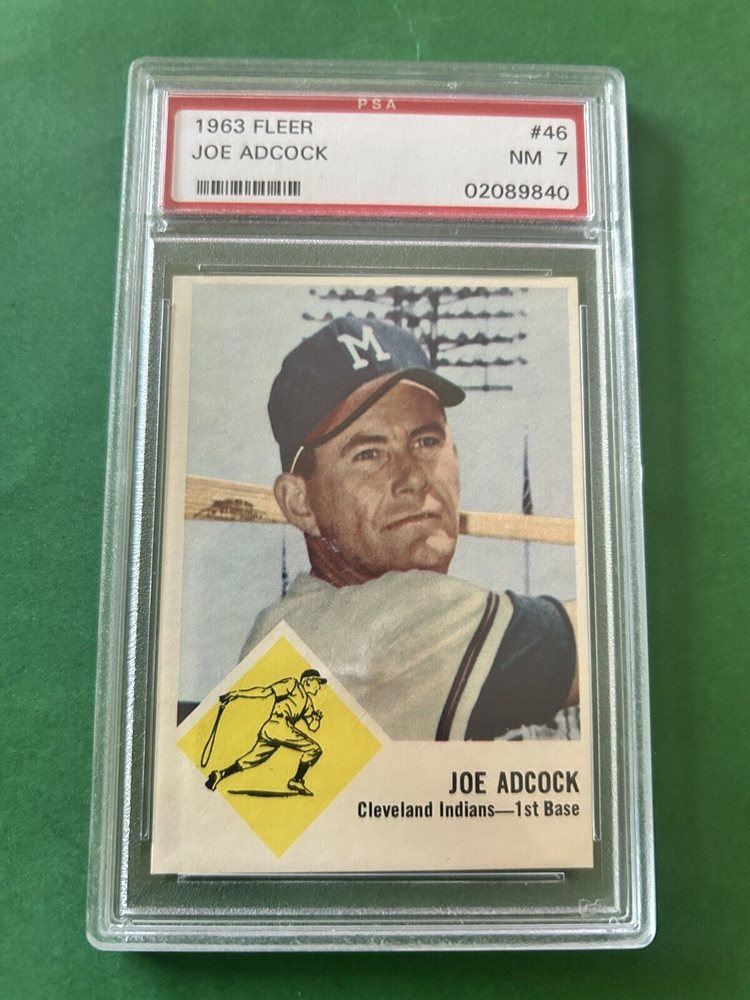 PSA
1963 FLEER #46
JOE ADCOCK NM 7
02089840
M
JOE ADCOCK
Cleveland Indians—1st Base